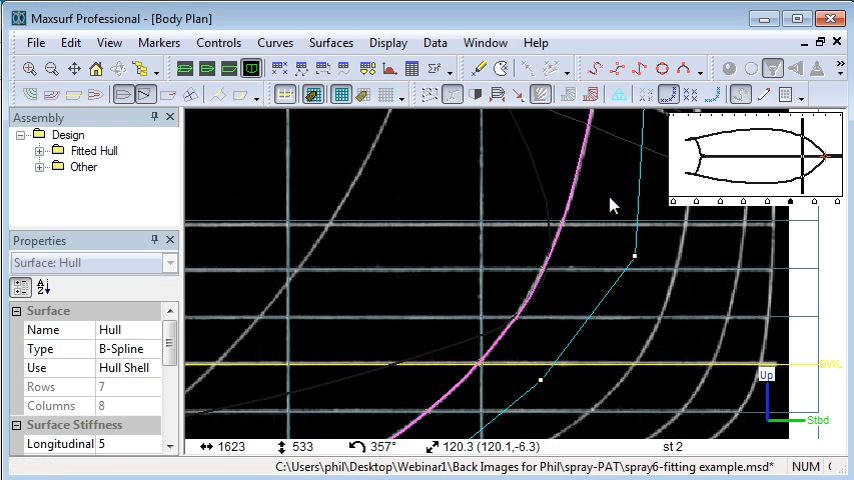 Maxsurf Professional - [Body Plan]
File Edit View Markers Controls Curves Surfaces Display Data Window Help
Assembly
Design
Fitted Hull
Other
Properties
Surface: Hull
Surface
Name Hull
Type B-Spline
Use Hull Shell
Rows 7
Columns 8
Surface Stiffness
Longitudinal 5
DWL
Up
Stbd
1623 533 357° 120.3 (120.1,-6.3) st 2
C:\Users\phil\Desktop\Webinar1\Back Images for Phil\spray-PAT\spray6-fitting example.msd* NUM